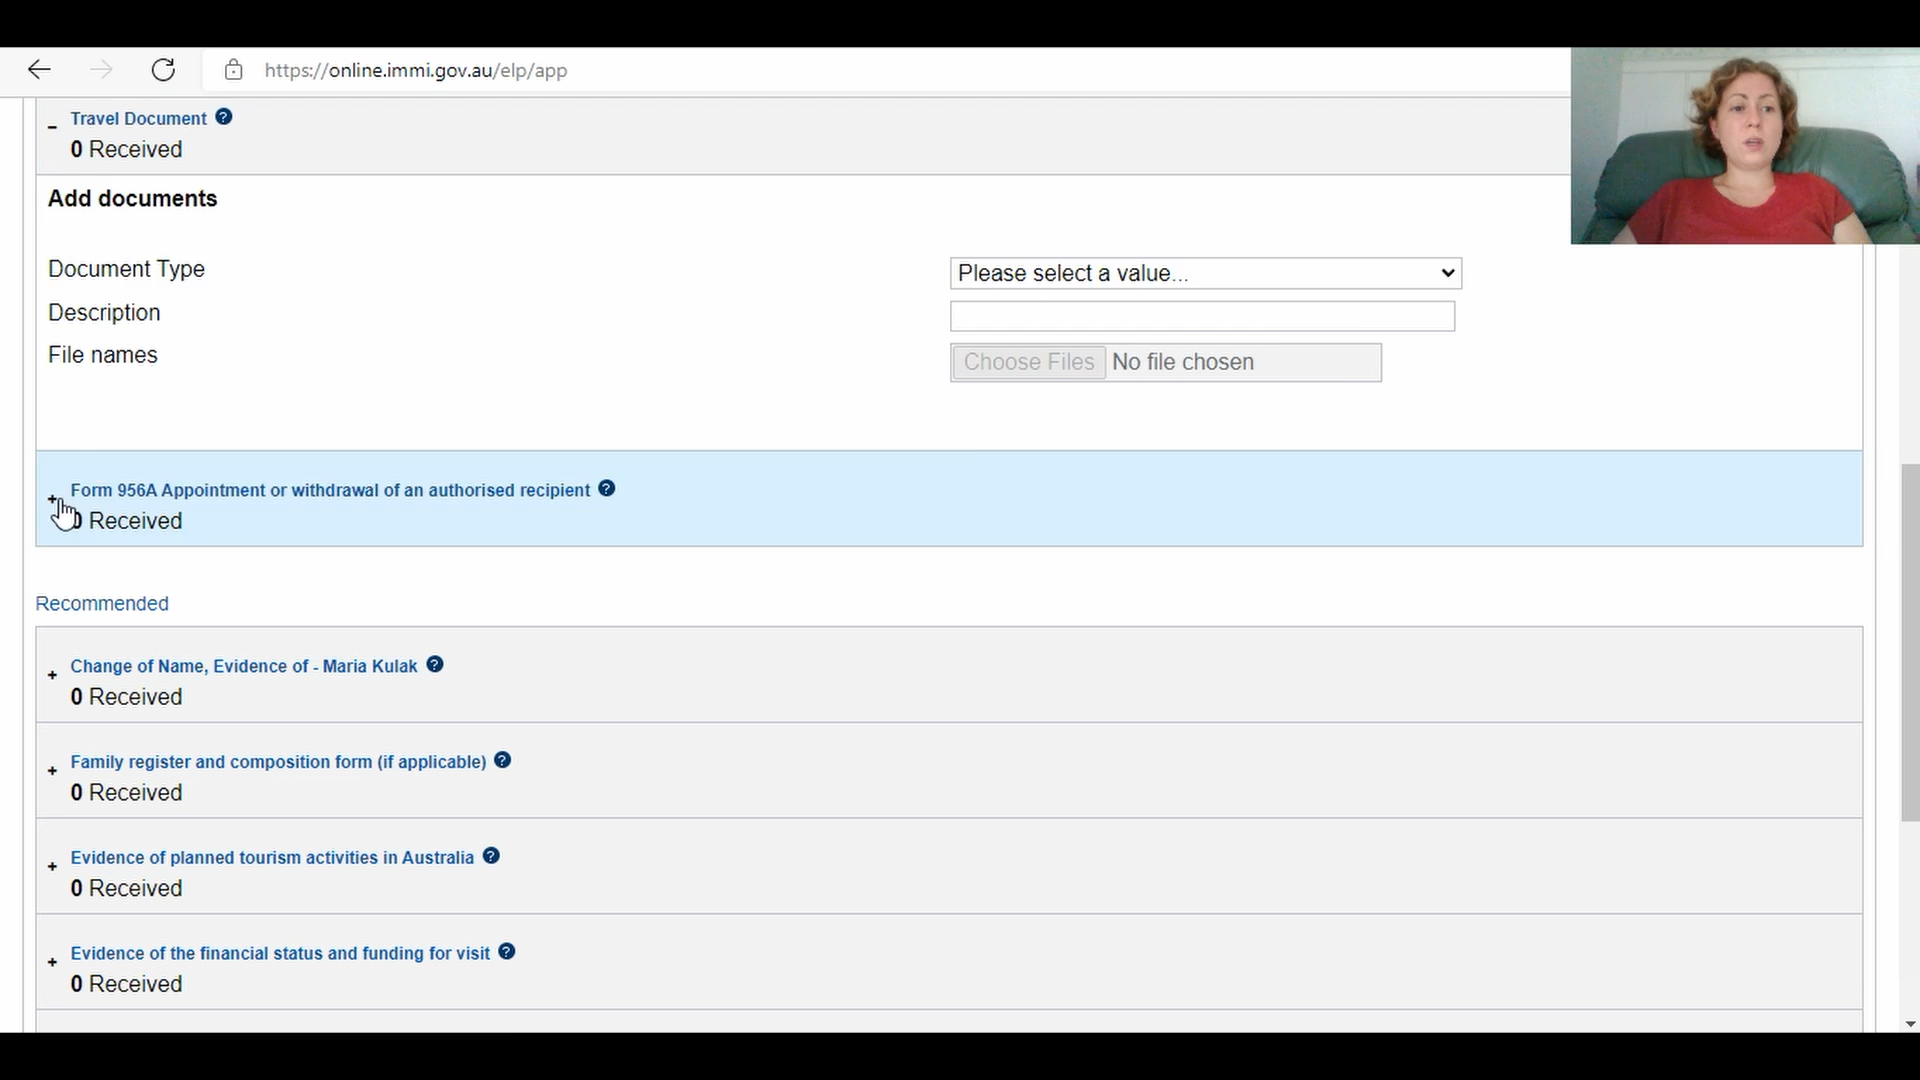 https://online.immi.gov.au/elp/app
Travel Document ?
0 Received
Add documents
Document Type
Please select a value...
Description
File names
Choose Files No file chosen
Form 956A Appointment or withdrawal of an authorised recipient ?
0 Received
Recommended
Change of Name, Evidence of - Maria Kulak ?
0 Received
Family register and composition form (if applicable) ?
0 Received
Evidence of planned tourism activities in Australia ?
0 Received
Evidence of the financial status and funding for visit ?
0 Received